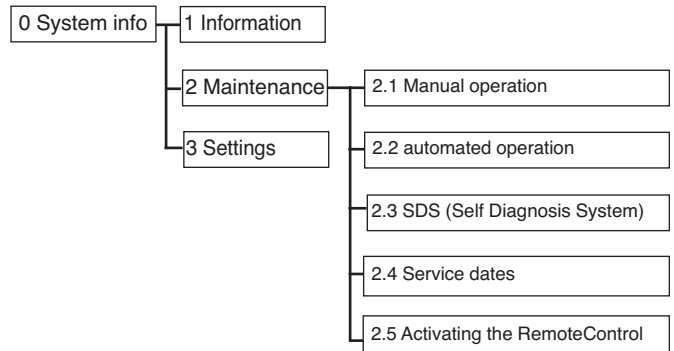 0 System info
1 Information
2 Maintenance
3 Settings
2.1 Manual operation
2.2 automated operation
2.3 SDS (Self Diagnosis System)
2.4 Service dates
2.5 Activating the RemoteControl